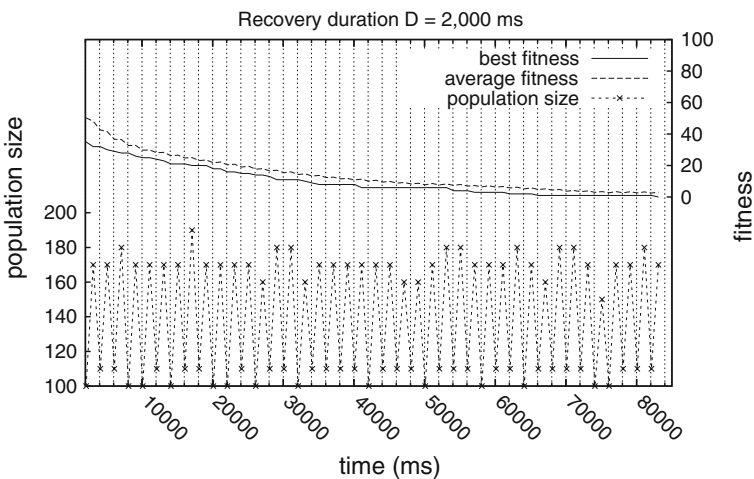 Recovery duration D = 2,000 ms
best fitness
average fitness
population size
population size
200
180
160
140
120
100
100
80
60
40
20
0
fitness
10000
20000
30000
40000
50000
60000
70000
80000
time (ms)